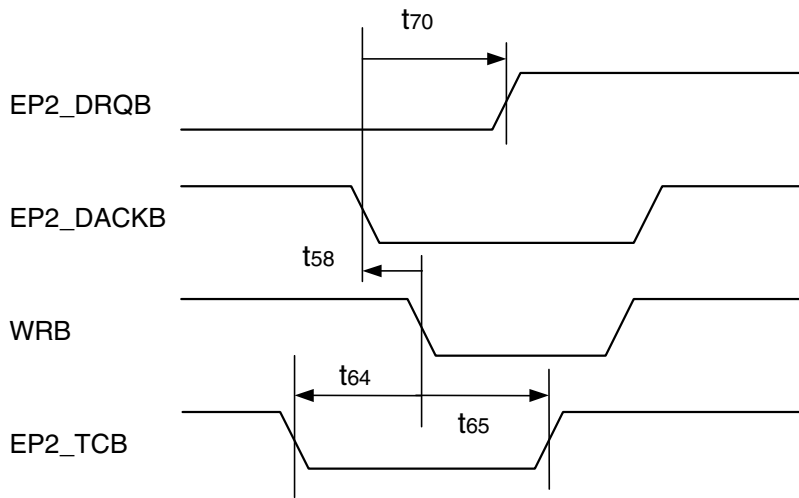 t70
EP2_DRQB
EP2_DACKB
t58
WRB
t64
t65
EP2_TCB